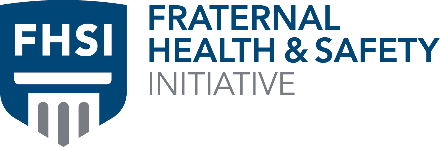 FHSI
FRATERNAL
HEALTH & SAFETY
INITIATIVE